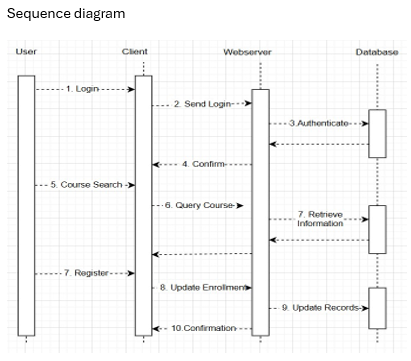 Sequence diagram
User Client Webserver Database
1. Login
2. Send Login
3.Authenticate
4. Confirm
5. Course Search
6. Query Course
7. Retrieve
Information
7. Register
8. Update Enrollment
9. Update Records
10.Confirmation